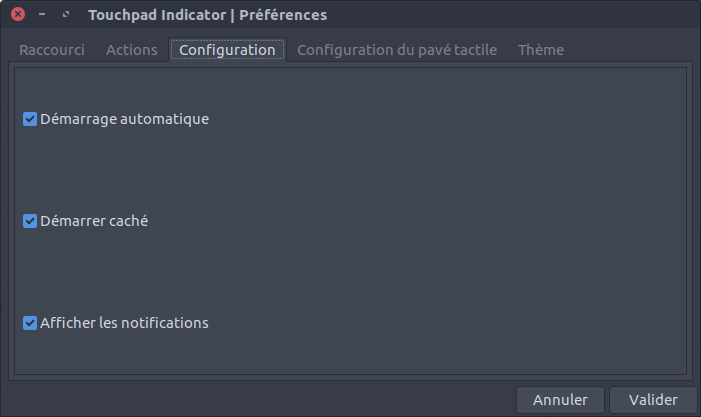 Touchpad Indicator | Préférences
Raccourci Actions Configuration Configuration du pavé tactile Thème
Démarrage automatique
Démarrer caché
Afficher les notifications
Annuler Valider